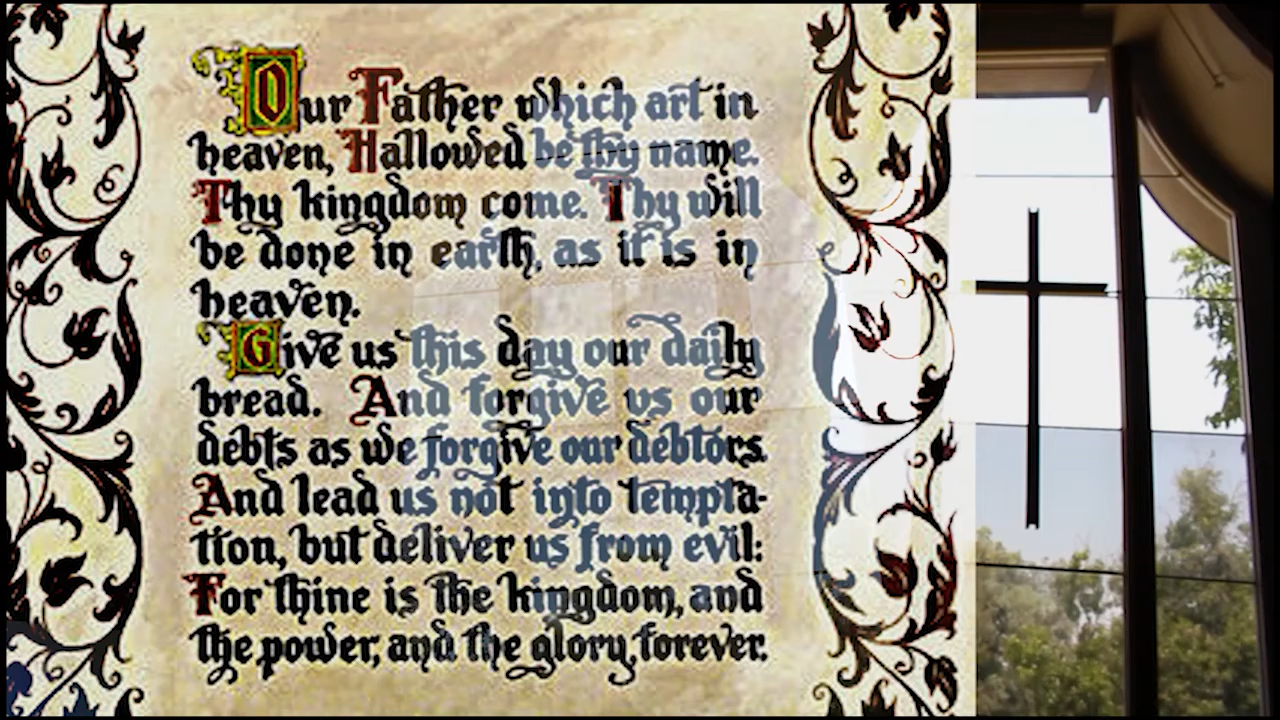 Our Father which art in
heaven, Hallowed be thy name.
Thy kingdom come. Thy will
be done in earth, as it is in
heaven.
Give us this day our daily
bread. And forgive us our
debts as we forgive our debtors.
And lead us not into tempta-
tion, but deliver us from evil:
For thine is the kingdom, and
the power, and the glory, forever.